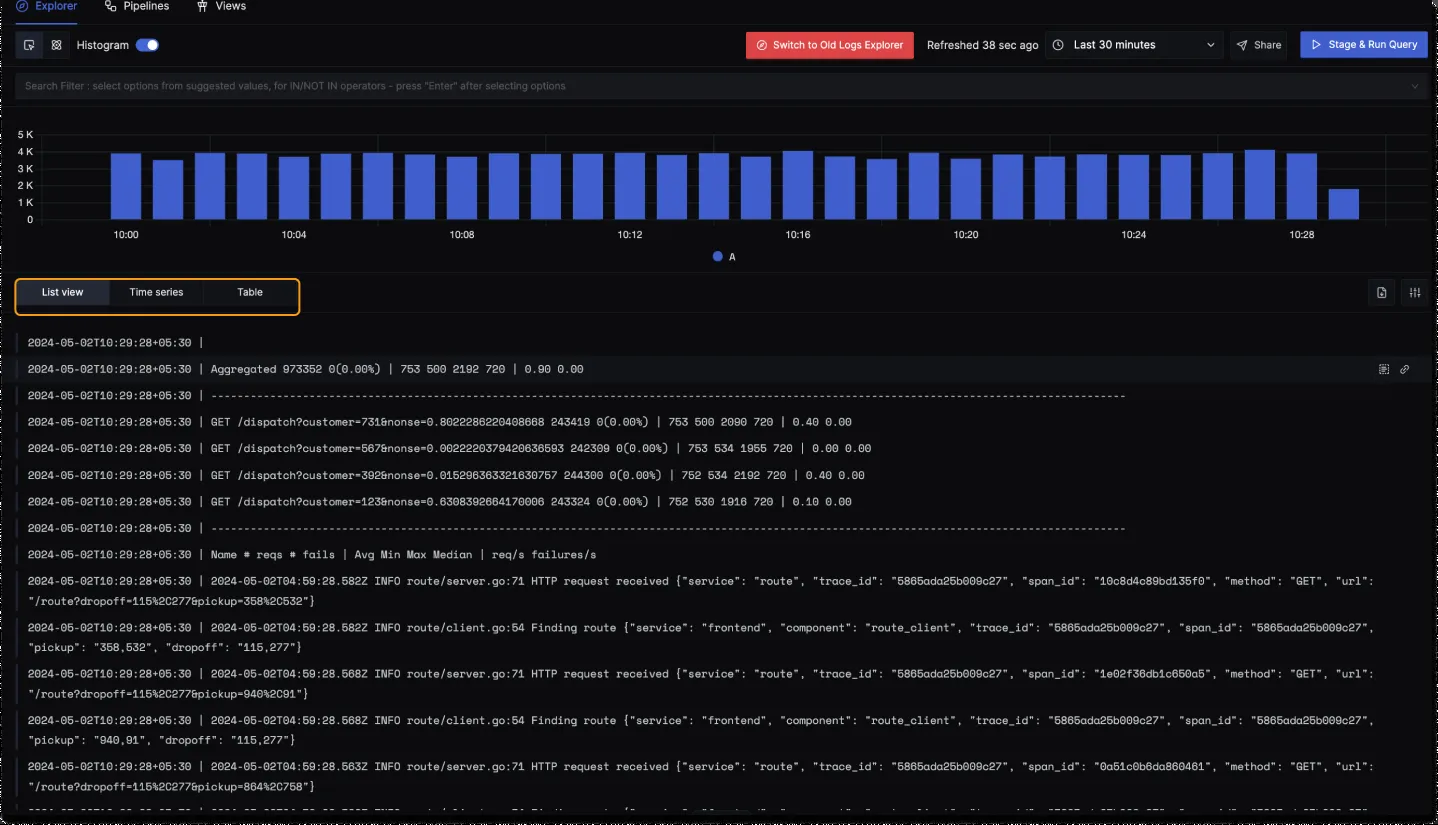 Explorer Pipelines Views
Histogram Switch to Old Logs Explorer Refreshed 38 sec ago Last 30 minutes Share Stage & Run Query
Search Filter : select options from suggested values, for IN/NOT IN operators - press "Enter" after selecting options
5 K
4 K
3 K
2 K
1 K
0
10:00 10:04 10:08 10:12 10:16 10:20 10:24 10:28
A
List view Time series Table
2024-05-02T10:29:28+05:30 |
2024-05-02T10:29:28+05:30 | Aggregated 973352 0(0.00%) | 753 500 2192 720 | 0.90 0.00
2024-05-02T10:29:28+05:30 | --------------------------------------------------------------------------------------------------------------------------------------------
2024-05-02T10:29:28+05:30 | GET /dispatch?customer=731&nonse=0.8022286220408668 243419 0(0.00%) | 753 500 2090 720 | 0.40 0.00
2024-05-02T10:29:28+05:30 | GET /dispatch?customer=567&nonse=0.0022220379420636593 242309 0(0.00%) | 753 534 1955 720 | 0.00 0.00
2024-05-02T10:29:28+05:30 | GET /dispatch?customer=392&nonse=0.015296363321630757 244300 0(0.00%) | 752 534 2192 720 | 0.40 0.00
2024-05-02T10:29:28+05:30 | GET /dispatch?customer=123&nonse=0.6308392664170006 243324 0(0.00%) | 752 530 1916 720 | 0.10 0.00
2024-05-02T10:29:28+05:30 | --------------------------------------------------------------------------------------------------------------------------------------------
2024-05-02T10:29:28+05:30 | Name # reqs # fails | Avg Min Max Median | req/s failures/s
2024-05-02T10:29:28+05:30 | 2024-05-02T04:59:28.582Z INFO route/server.go:71 HTTP request received {"service": "route", "trace_id": "5865ada25b009c27", "span_id": "10c8d4c89bd135f0", "method": "GET", "url":
"/route?dropoff=115%2C277&pickup=358%2C532"}
2024-05-02T10:29:28+05:30 | 2024-05-02T04:59:28.582Z INFO route/client.go:54 Finding route {"service": "frontend", "component": "route_client", "trace_id": "5865ada25b009c27", "span_id": "5865ada25b009c27",
"pickup": "358,532", "dropoff": "115,277"}
2024-05-02T10:29:28+05:30 | 2024-05-02T04:59:28.568Z INFO route/server.go:71 HTTP request received {"service": "route", "trace_id": "5865ada25b009c27", "span_id": "1e02f36db1c650a5", "method": "GET", "url":
"/route?dropoff=115%2C277&pickup=940%2C91"}
2024-05-02T10:29:28+05:30 | 2024-05-02T04:59:28.568Z INFO route/client.go:54 Finding route {"service": "frontend", "component": "route_client", "trace_id": "5865ada25b009c27", "span_id": "5865ada25b009c27",
"pickup": "940,91", "dropoff": "115,277"}
2024-05-02T10:29:28+05:30 | 2024-05-02T04:59:28.563Z INFO route/server.go:71 HTTP request received {"service": "route", "trace_id": "5865ada25b009c27", "span_id": "0a51c0b6da860461", "method": "GET", "url":
"/route?dropoff=115%2C277&pickup=864%2C758"}